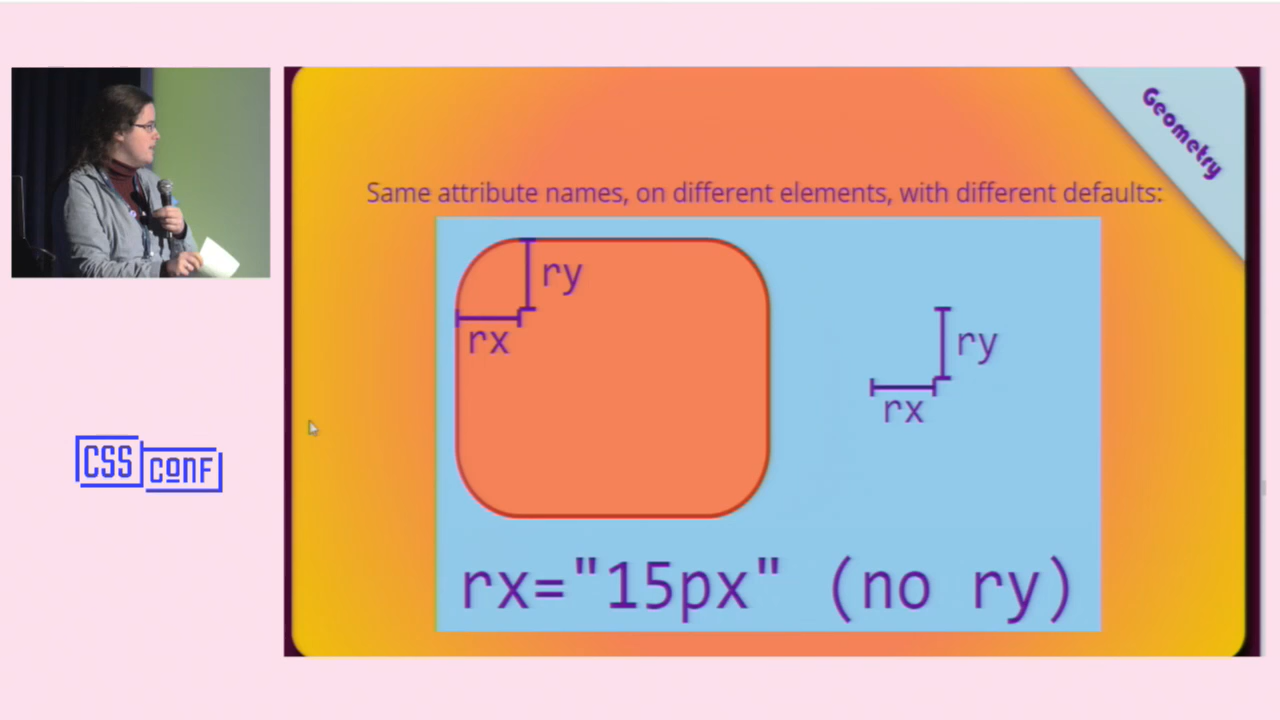 Geometry
Same attribute names, on different elements, with different defaults:
ry
rx
ry
rx
rx="15px" (no ry)
CSS
CONF